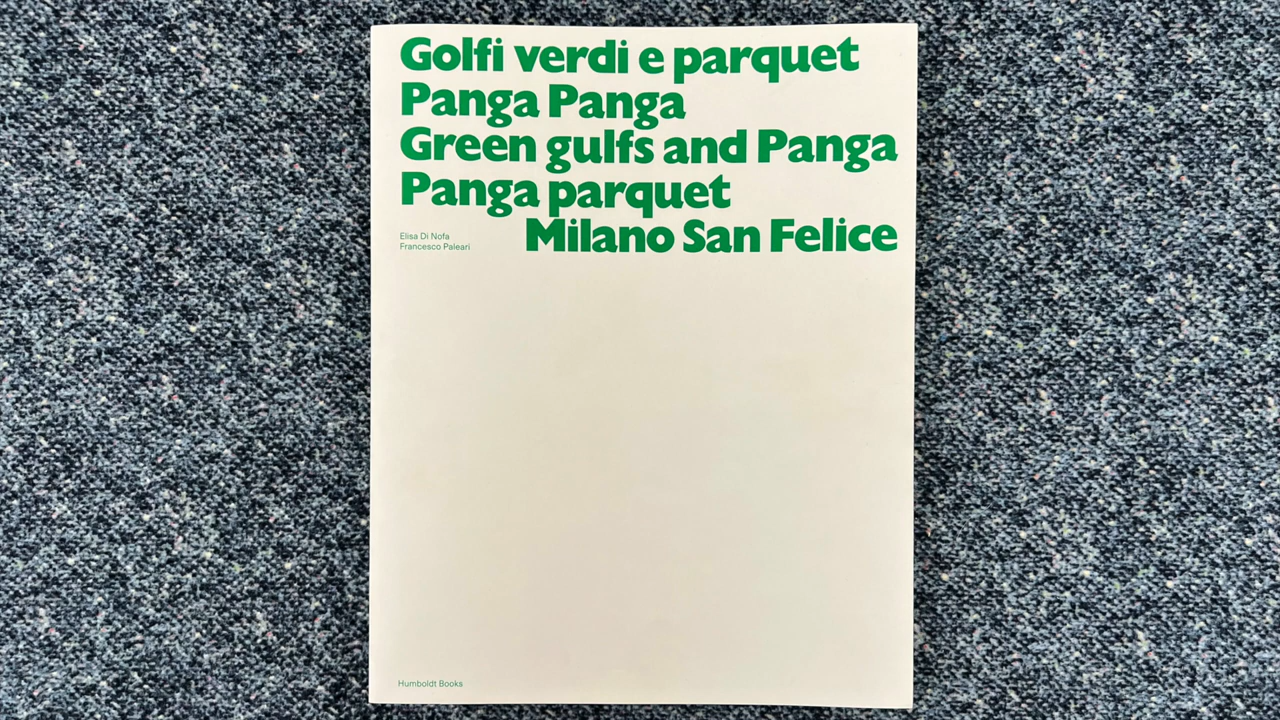 Golfi verdi e parquet
Panga Panga
Green gulfs and Panga
Panga parquet
Milano San Felice
Elisa Di Nofa
Francesco Paleari
Humboldt Books